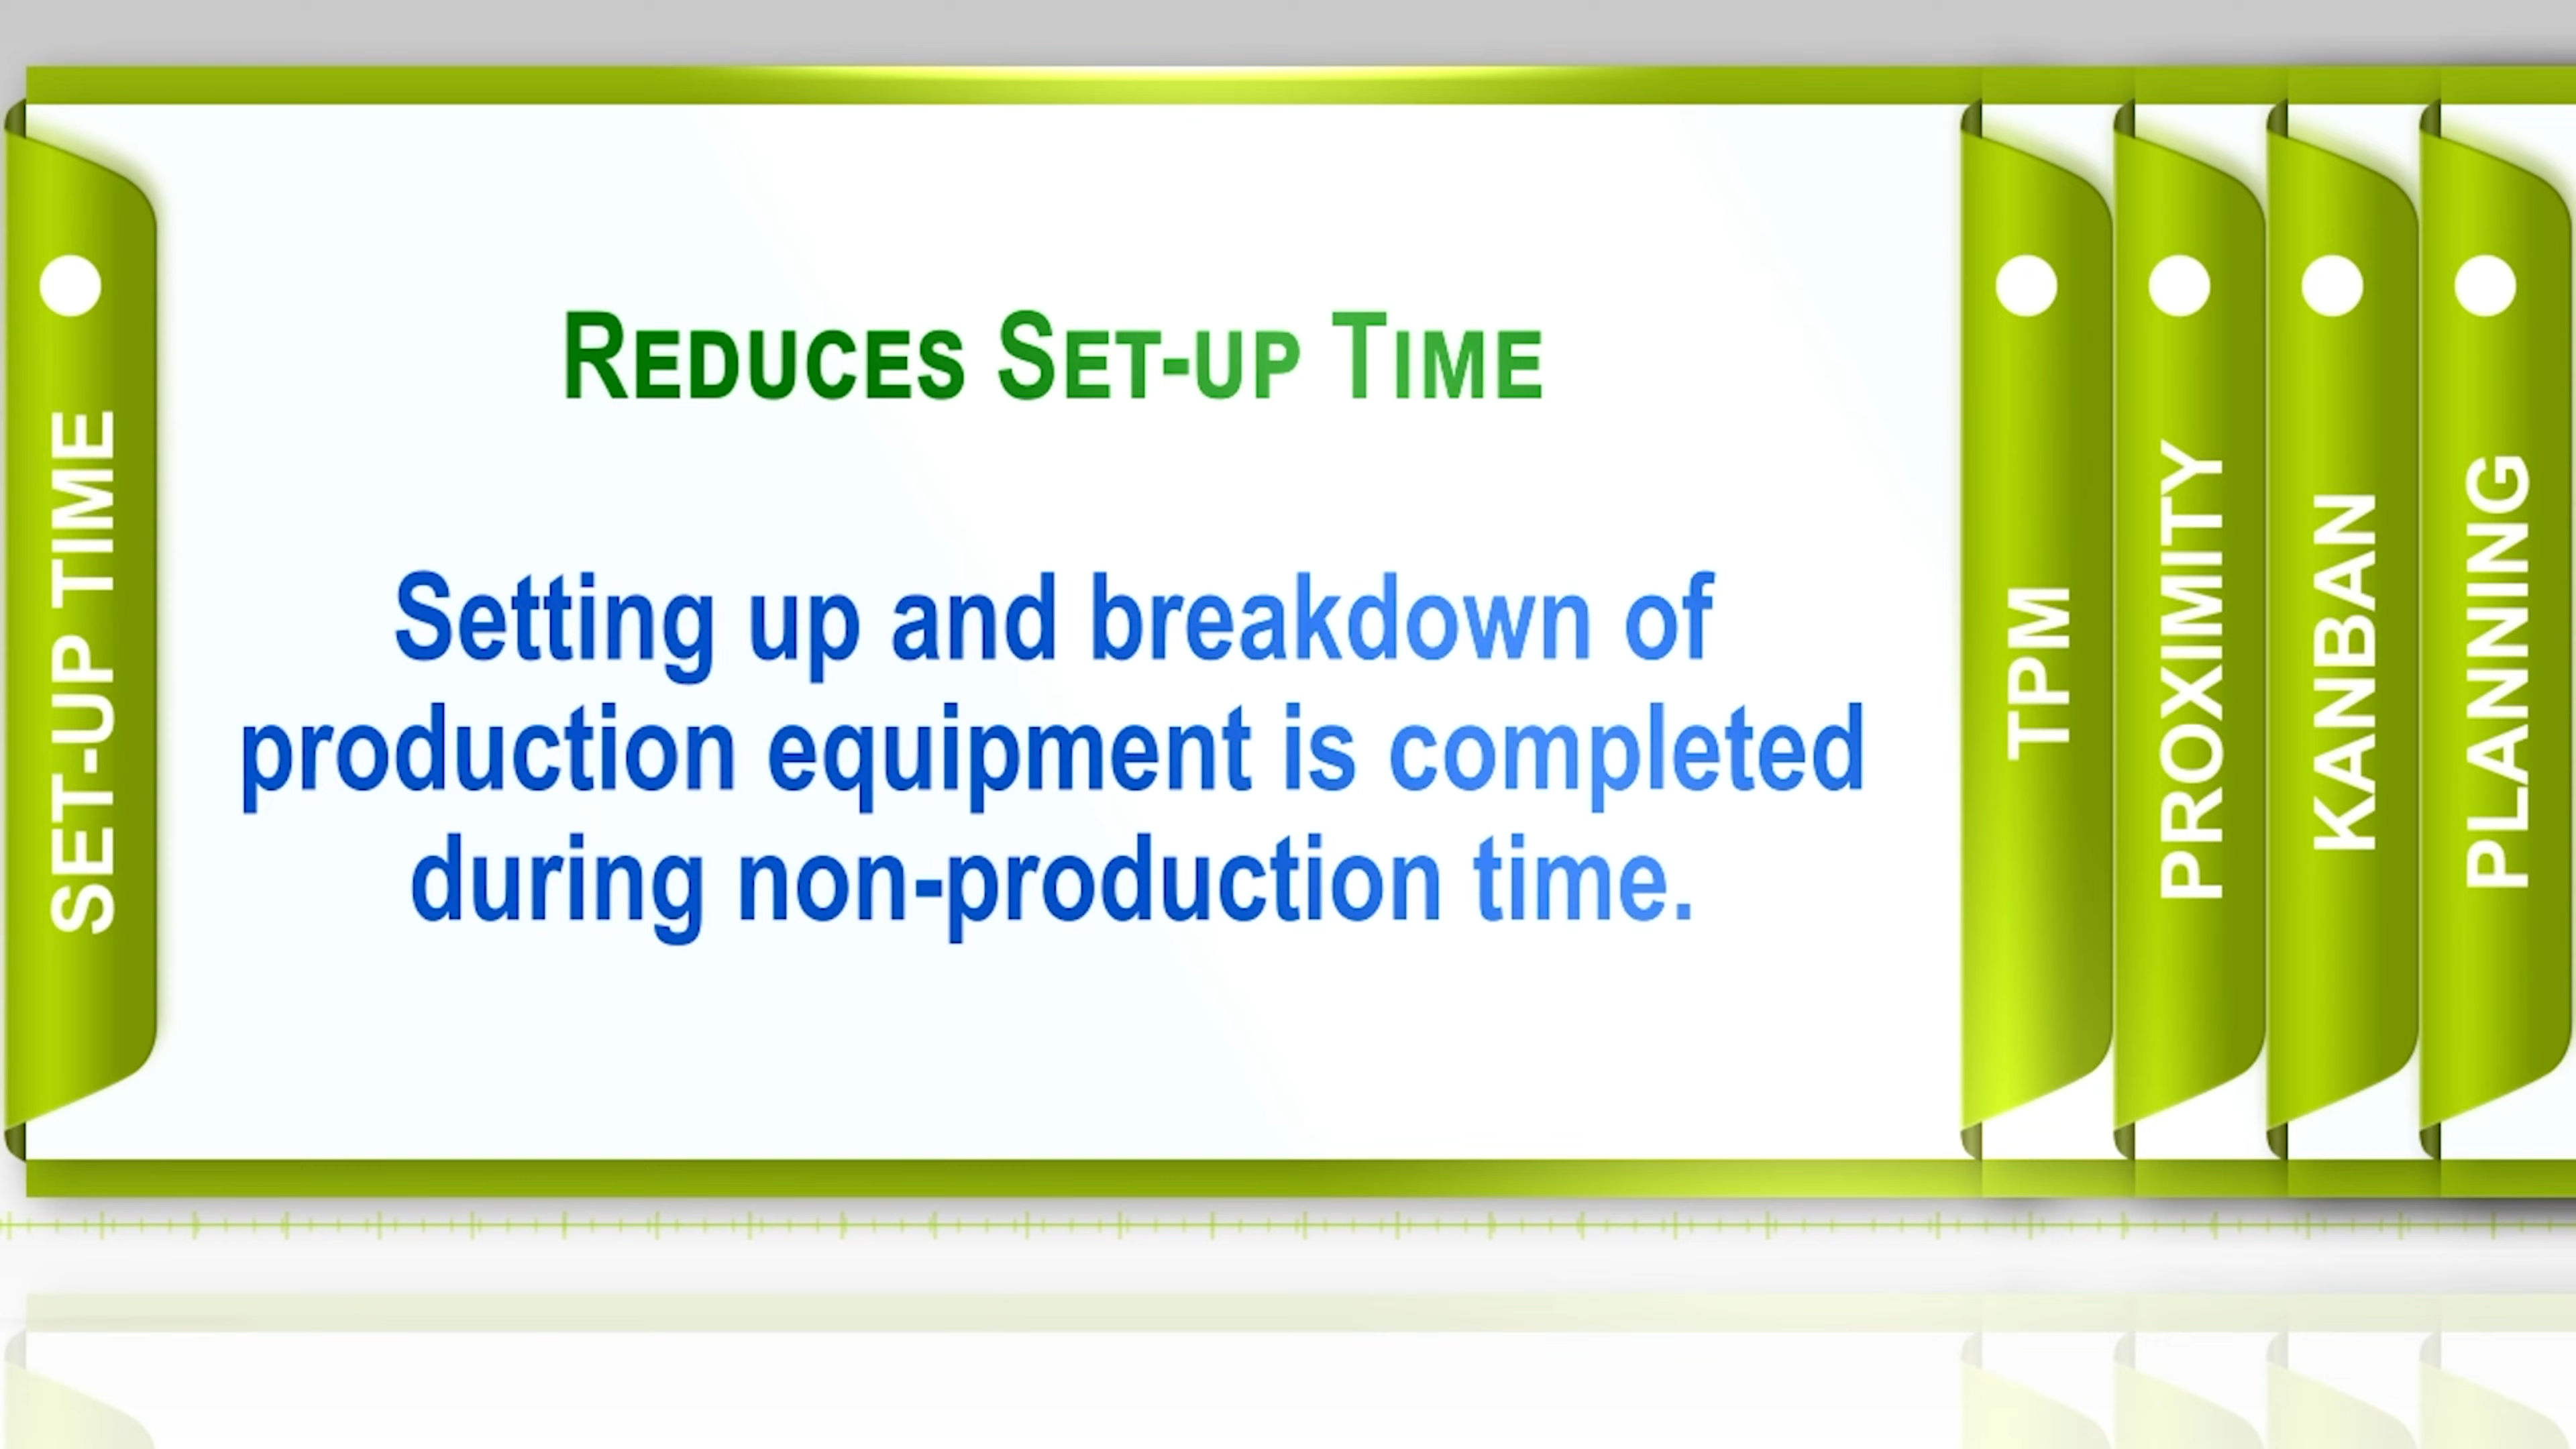 SET-UP TIME
REDUCES SET-UP TIME
Setting up and breakdown of
production equipment is completed
during non-production time.
TPM
PROXIMITY
KANBAN
PLANNING